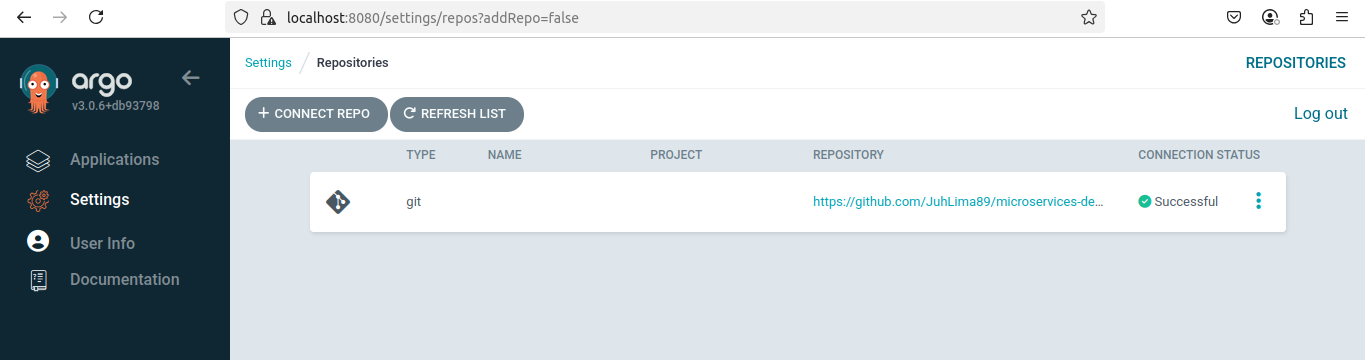 localhost:8080/settings/repos?addRepo=false
argo
v3.0.6+db93798
Applications
Settings
User Info
Documentation
Settings / Repositories
REPOSITORIES
+ CONNECT REPO
REFRESH LIST
Log out
TYPE NAME PROJECT REPOSITORY CONNECTION STATUS
git https://github.com/JuhLima89/microservices-de... Successful